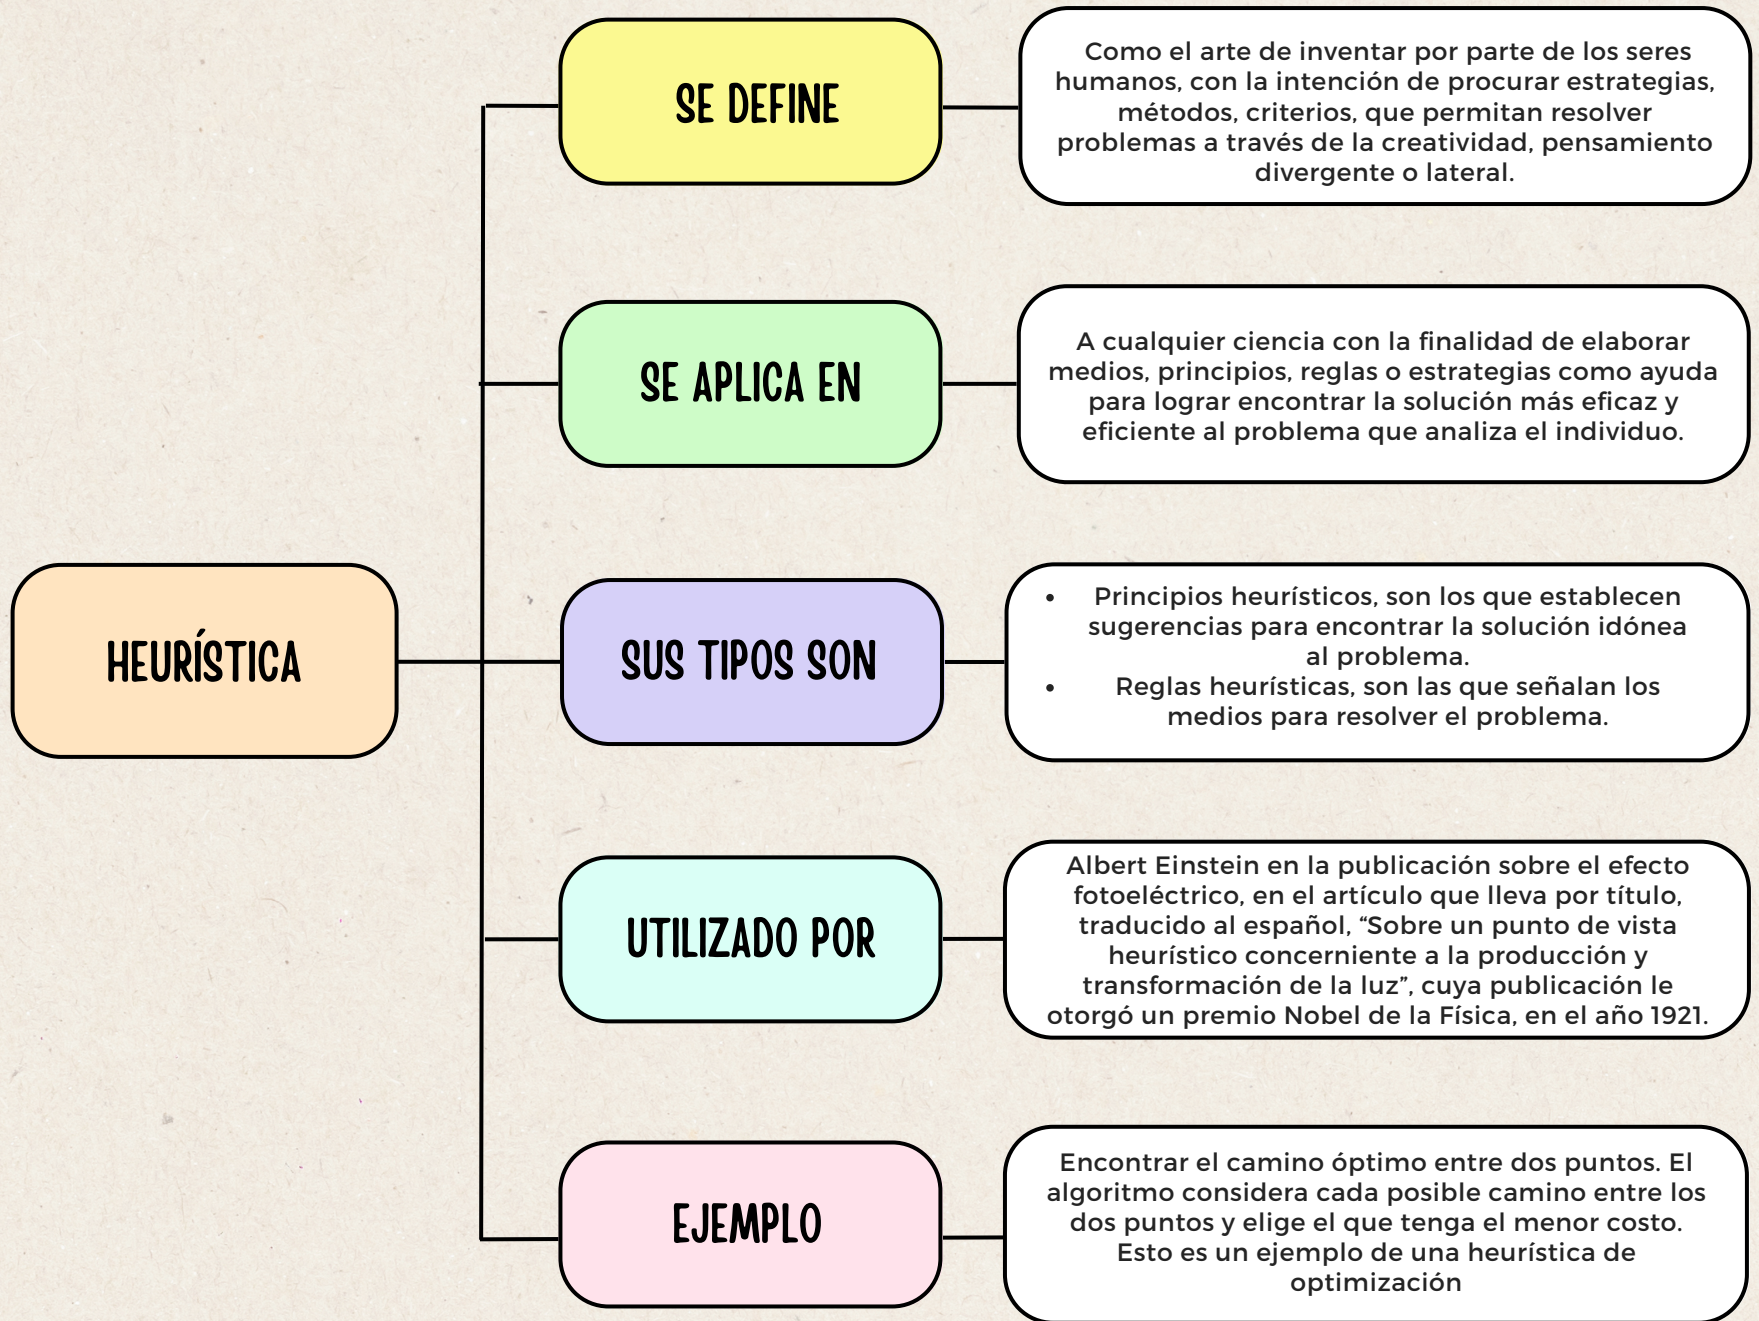 SE DEFINE
Como el arte de inventar por parte de los seres
humanos, con la intención de procurar estrategias,
métodos, criterios, que permitan resolver
problemas a través de la creatividad, pensamiento
divergente o lateral.
SE APLICA EN
A cualquier ciencia con la finalidad de elaborar
medios, principios, reglas o estrategias como ayuda
para lograr encontrar la solución más eficaz y
eficiente al problema que analiza el individuo.
HEURÍSTICA
SUS TIPOS SON
• Principios heurísticos, son los que establecen
sugerencias para encontrar la solución idónea
al problema.
• Reglas heurísticas, son las que señalan los
medios para resolver el problema.
UTILIZADO POR
Albert Einstein en la publicación sobre el efecto
fotoeléctrico, en el artículo que lleva por título,
traducido al español, “Sobre un punto de vista
heurístico concerniente a la producción y
transformación de la luz”, cuya publicación le
otorgó un premio Nobel de la Física, en el año 1921.
EJEMPLO
Encontrar el camino óptimo entre dos puntos. El
algoritmo considera cada posible camino entre los
dos puntos y elige el que tenga el menor costo.
Esto es un ejemplo de una heurística de
optimización